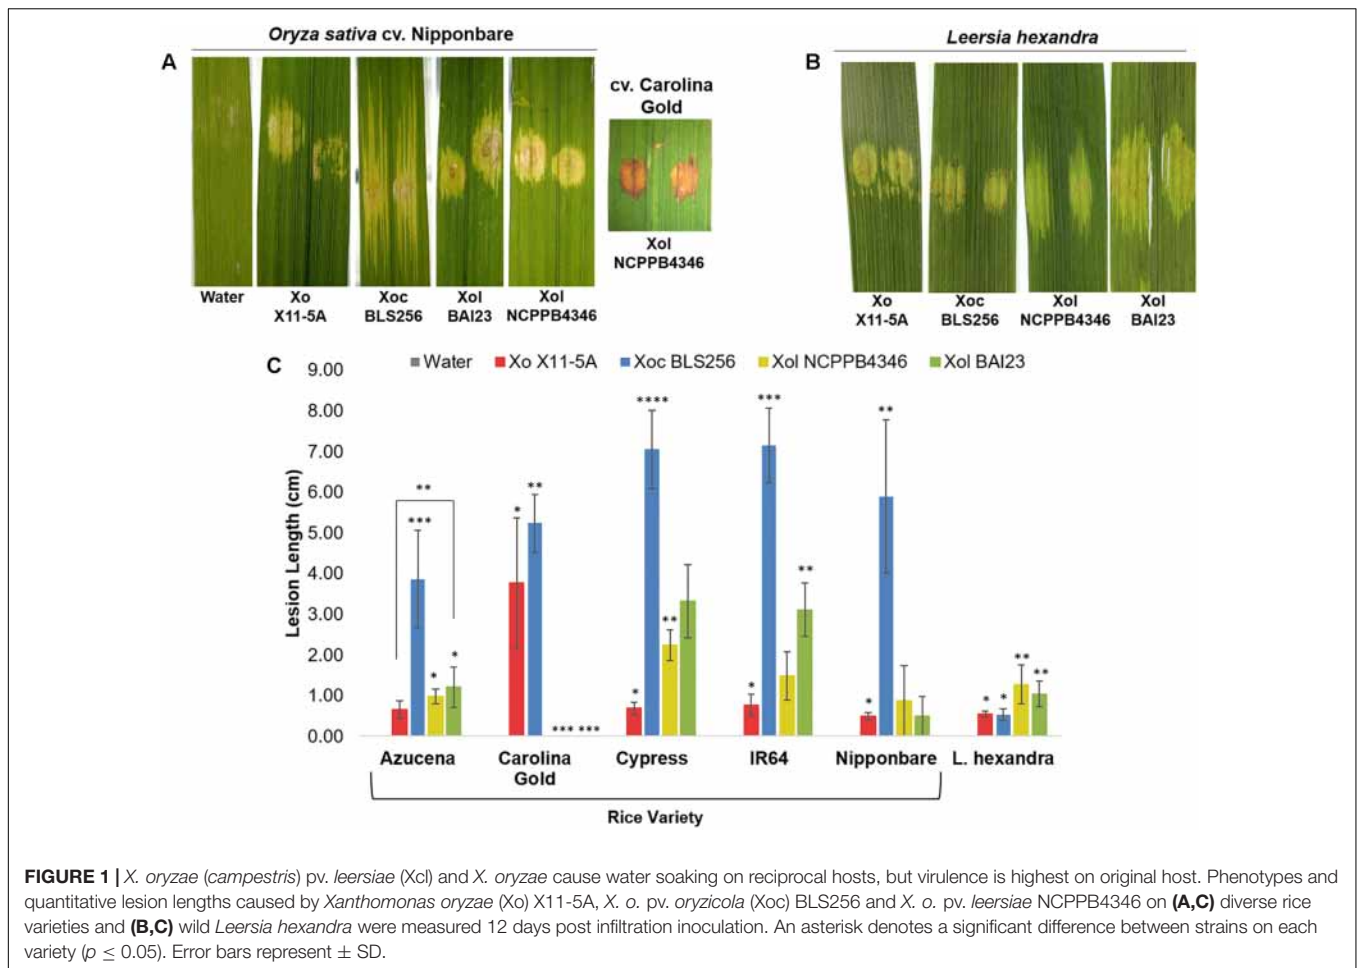 Oryza sativa cv. Nipponbare
A
cv. Carolina
Gold
Xol
NCPPB4346
Water
Xo
X11-5A
Xoc
BLS256
Xol
BAI23
Xol
NCPPB4346
Leersia hexandra
B
Xo
X11-5A
Xoc
BLS256
Xol
NCPPB4346
Xol
BAI23
C
Water Xo X11-5A Xoc BLS256 Xol NCPPB4346 Xol BAI23
Lesion Length (cm)
9.00
8.00
7.00
6.00
5.00
4.00
3.00
2.00
1.00
0.00
** *** * *
* ** *** ***
* **** **
* *** **
* **
* * ** **
Azucena
Carolina
Gold
Cypress
IR64
Nipponbare
L. hexandra
Rice Variety
FIGURE 1 | X. oryzae (campestris) pv. leersiae (Xcl) and X. oryzae cause water soaking on reciprocal hosts, but virulence is highest on original host. Phenotypes and
quantitative lesion lengths caused by Xanthomonas oryzae (Xo) X11-5A, X. o. pv. oryzicola (Xoc) BLS256 and X. o. pv. leersiae NCPPB4346 on (A,C) diverse rice
varieties and (B,C) wild Leersia hexandra were measured 12 days post infiltration inoculation. An asterisk denotes a significant difference between strains on each
variety (p ≤ 0.05). Error bars represent ± SD.